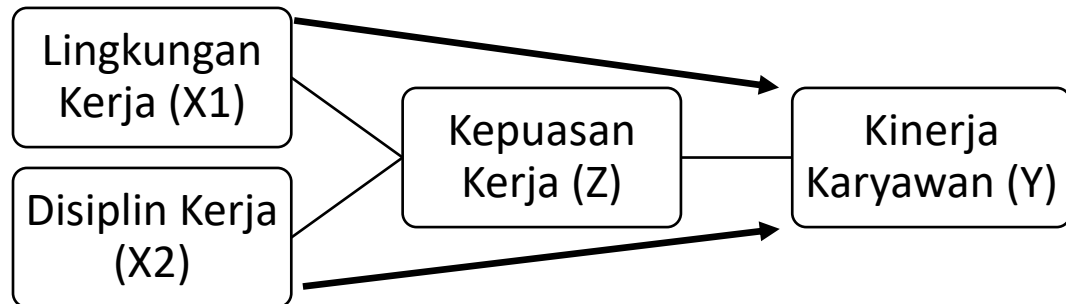 Lingkungan
Kerja (X1)
Disiplin Kerja
(X2)
Kepuasan
Kerja (Z)
Kinerja
Karyawan (Y)